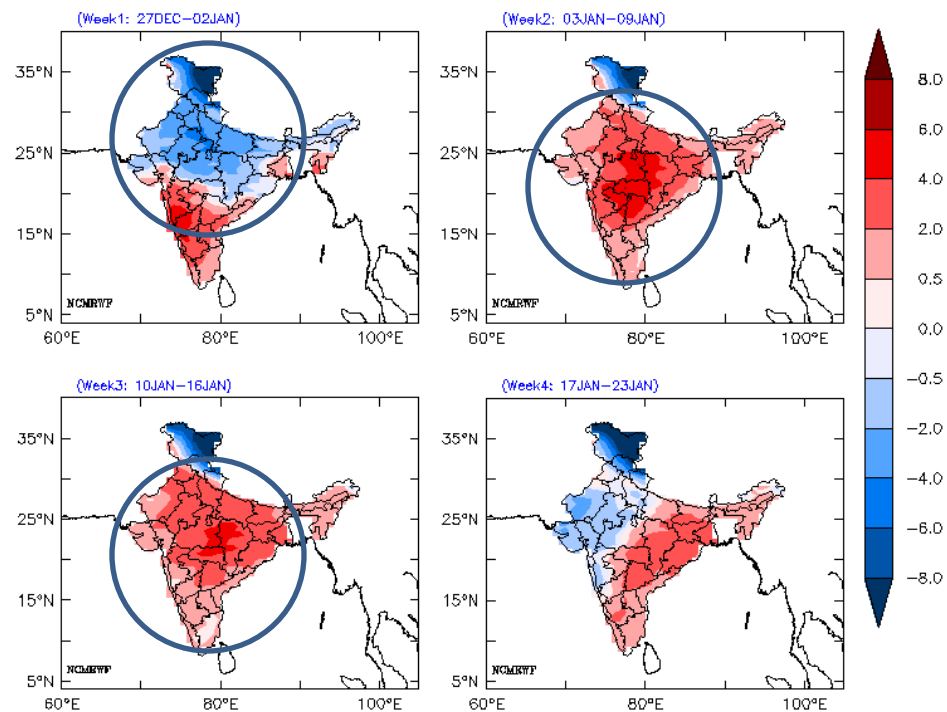 (Week1: 27DEC-02JAN)
35°N
25°N
15°N
5°N
NCMRWF
60°E
80°E
100°E
(Week2: 03JAN-09JAN)
35°N
25°N
15°N
5°N
60°E
80°E
100°E
(Week3: 10JAN-16JAN)
35°N
25°N
15°N
5°N
NCMRWF
60°E
80°E
100°E
(Week4: 17JAN-23JAN)
35°N
25°N
15°N
5°N
NCMRWF
60°E
80°E
100°E
8.0
6.0
4.0
2.0
0.5
0.0
-0.5
-2.0
-4.0
-6.0
-8.0